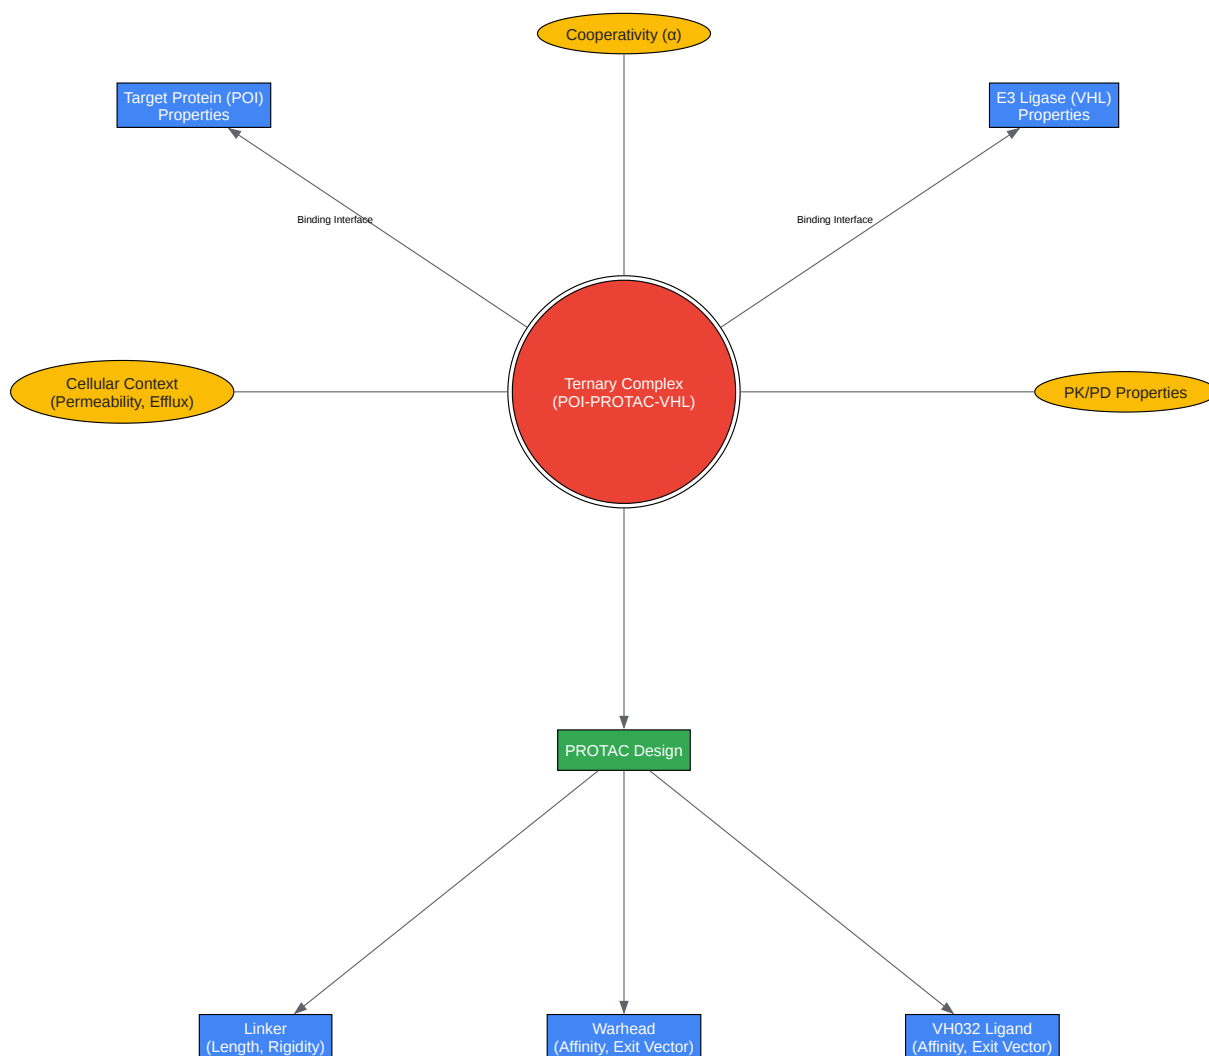 Cooperativity (α)
Target Protein (POI)
Properties
E3 Ligase (VHL)
Properties
Binding Interface
Binding Interface
Cellular Context
(Permeability, Efflux)
Ternary Complex
(POI-PROTAC-VHL)
PK/PD Properties
PROTAC Design
Linker
(Length, Rigidity)
Warhead
(Affinity, Exit Vector)
VH032 Ligand
(Affinity, Exit Vector)